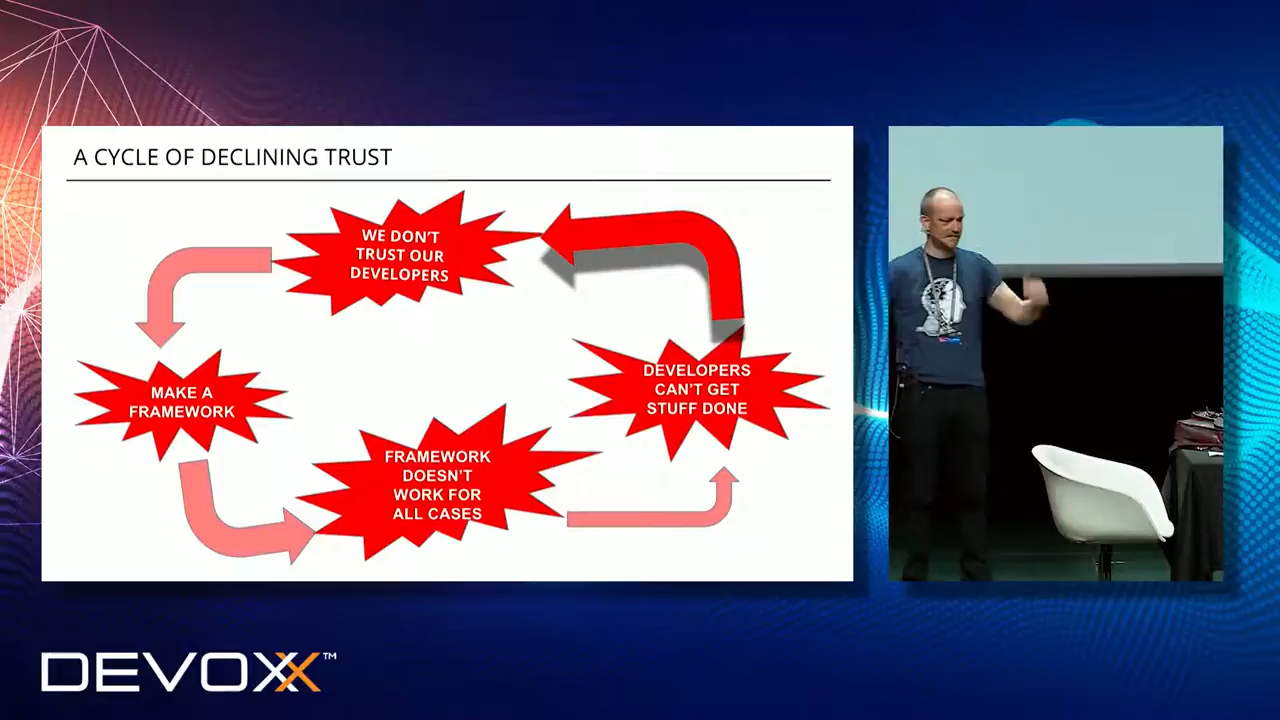 A CYCLE OF DECLINING TRUST
WE DON'T
TRUST OUR
DEVELOPERS
MAKE A
FRAMEWORK
FRAMEWORK
DOESN'T
WORK FOR
ALL CASES
DEVELOPERS
CAN'T GET
STUFF DONE
DEVOXX™